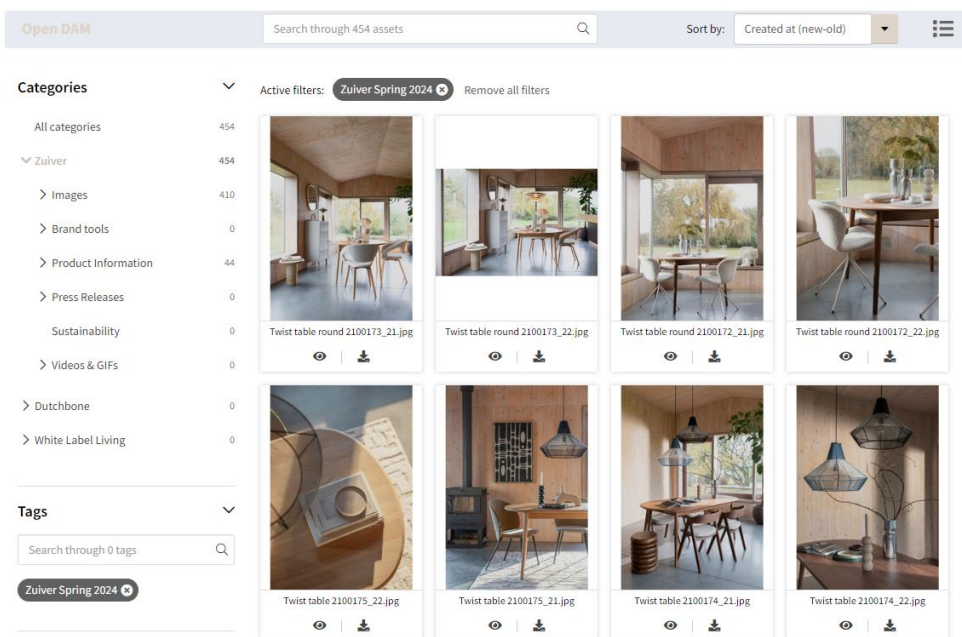 Open DAM
Search through 454 assets
Sort by:
Created at (new-old)
Categories
Active filters:
Zuiver Spring 2024
Remove all filters
All categories
454
Zuiver
454
Images
410
Brand tools
0
Product Information
44
Press Releases
0
Sustainability
0
Videos & GIFs
0
Dutchbone
0
White Label Living
0
Tags
Search through 0 tags
Zuiver Spring 2024
Twist table round 2100173_21.jpg
Twist table round 2100173_22.jpg
Twist table round 2100172_21.jpg
Twist table round 2100172_22.jpg
Twist table 2100175_22.jpg
Twist table 2100175_21.jpg
Twist table 2100174_21.jpg
Twist table 2100174_22.jpg